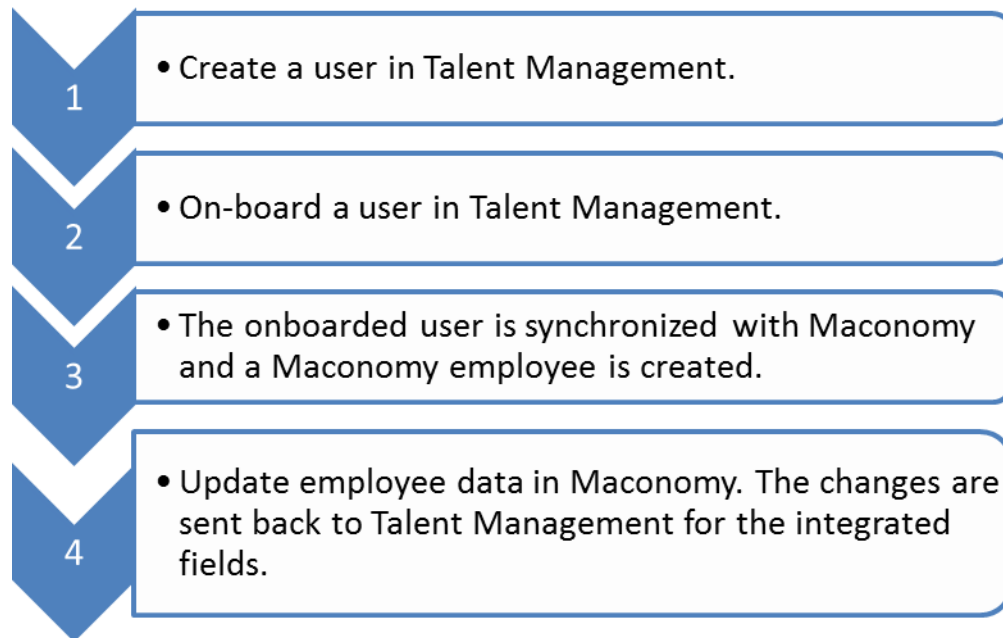 1
• Create a user in Talent Management.
2
• On-board a user in Talent Management.
3
• The onboarded user is synchronized with Maconomy
and a Maconomy employee is created.
4
• Update employee data in Maconomy. The changes are
sent back to Talent Management for the integrated
fields.